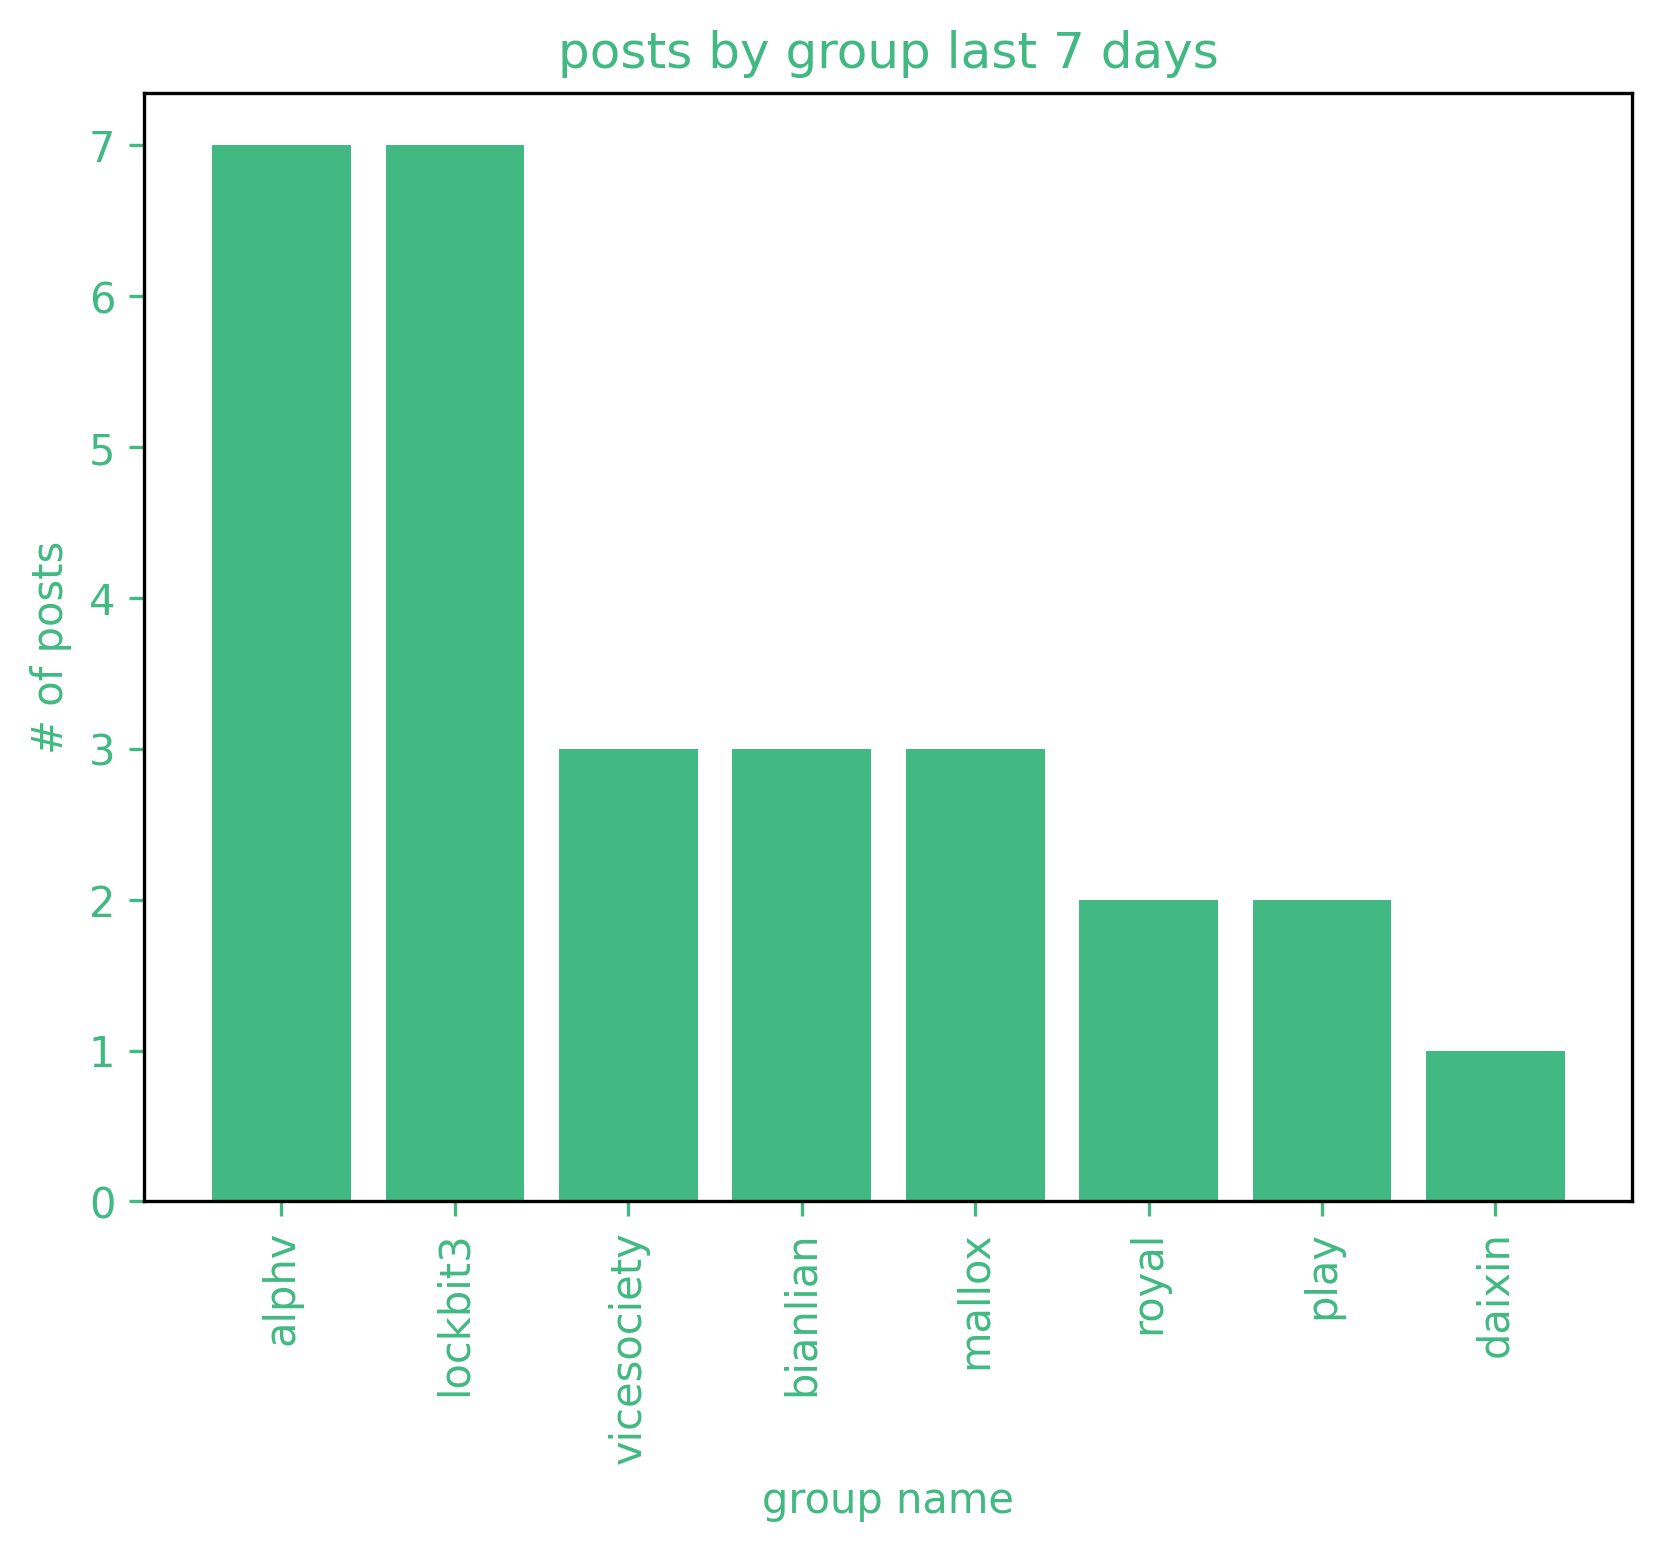 posts by group last 7 days
# of posts
7
6
5
4
3
2
1
0
alphv
lockbit3
vicesociety
bianlian
mallox
royal
play
daixin
group name